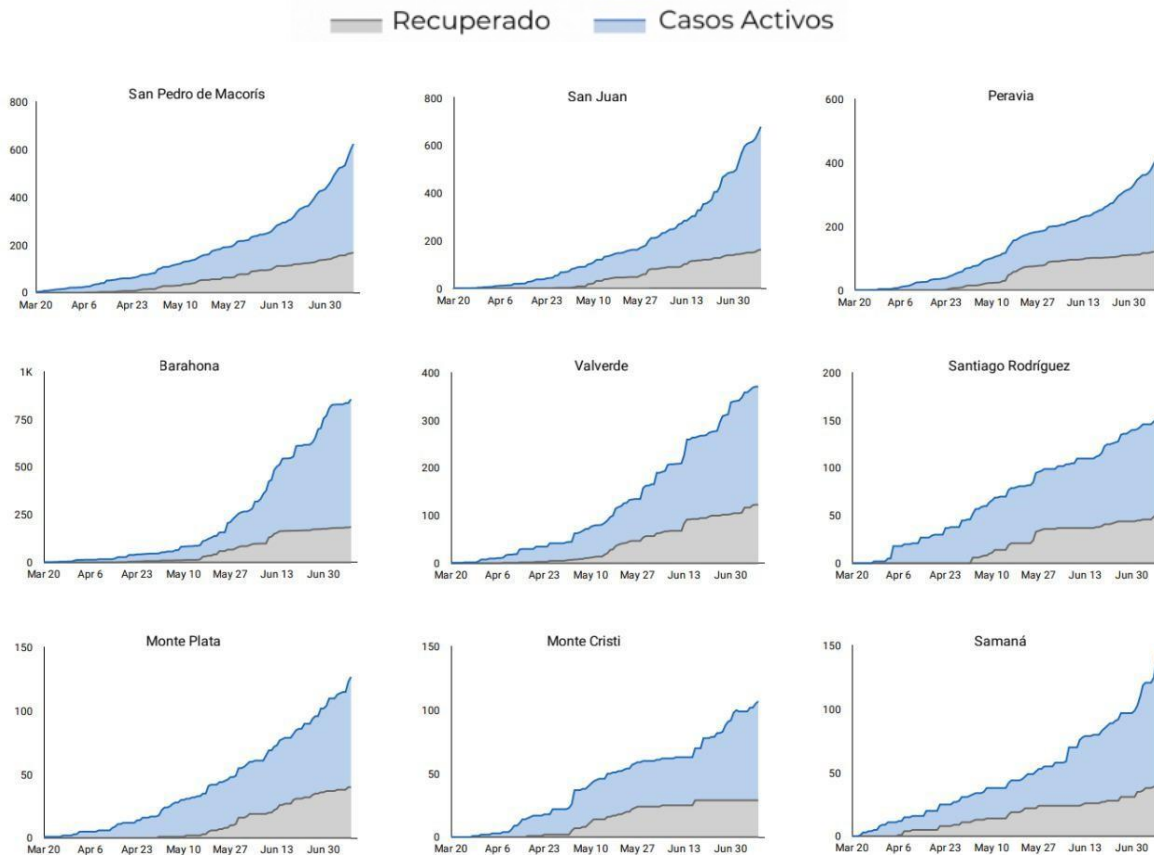 Recuperado Casos Activos
San Pedro de Macorís
800
600
400
200
0
Mar 20 Apr 6 Apr 23 May 10 May 27 Jun 13 Jun 30
San Juan
800
600
400
200
0
Mar 20 Apr 6 Apr 23 May 10 May 27 Jun 13 Jun 30
Peravia
600
400
200
0
Mar 20 Apr 6 Apr 23 May 10 May 27 Jun 13 Jun 30
Barahona
1K
750
500
250
0
Mar 20 Apr 6 Apr 23 May 10 May 27 Jun 13 Jun 30
Valverde
400
300
200
100
0
Mar 20 Apr 6 Apr 23 May 10 May 27 Jun 13 Jun 30
Santiago Rodríguez
200
150
100
50
0
Mar 20 Apr 6 Apr 23 May 10 May 27 Jun 13 Jun 30
Monte Plata
150
100
50
0
Mar 20 Apr 6 Apr 23 May 10 May 27 Jun 13 Jun 30
Monte Cristi
150
100
50
0
Mar 20 Apr 6 Apr 23 May 10 May 27 Jun 13 Jun 30
Samaná
150
100
50
0
Mar 20 Apr 6 Apr 23 May 10 May 27 Jun 13 Jun 30